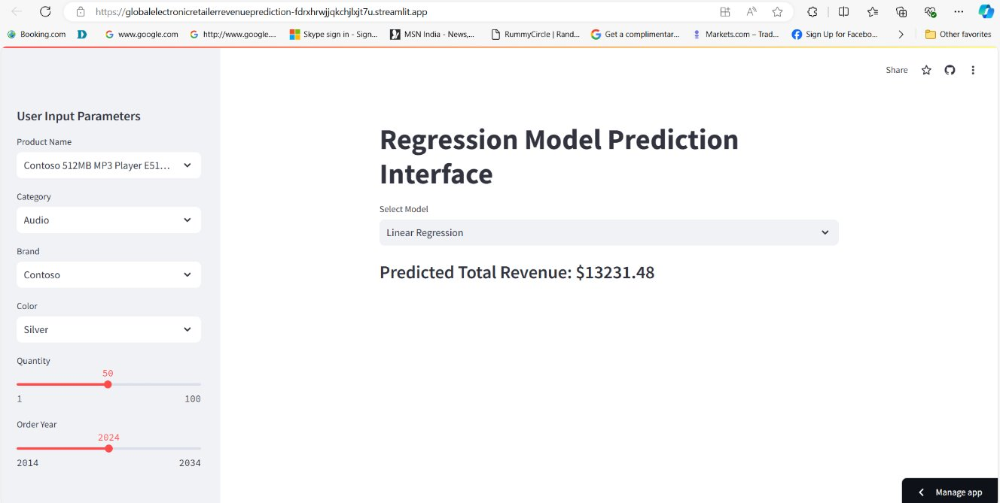 https://globalelectronicretailerrevenueprediction-fdrxhrwjjqkchjlxjt7u.streamlit.app
Booking.com
www.google.com
http://www.google....
Skype sign in - Sign...
MSN India - News,...
RummyCircle | Rand...
Get a complimentar...
Markets.com – Trad...
Sign Up for Facebo...
Other favorites
Share
User Input Parameters
Product Name
Contoso 512MB MP3 Player E51...
Category
Audio
Brand
Contoso
Color
Silver
Quantity
50
1
100
Order Year
2024
2014
2034
Regression Model Prediction
Interface
Select Model
Linear Regression
Predicted Total Revenue: $13231.48
Manage app